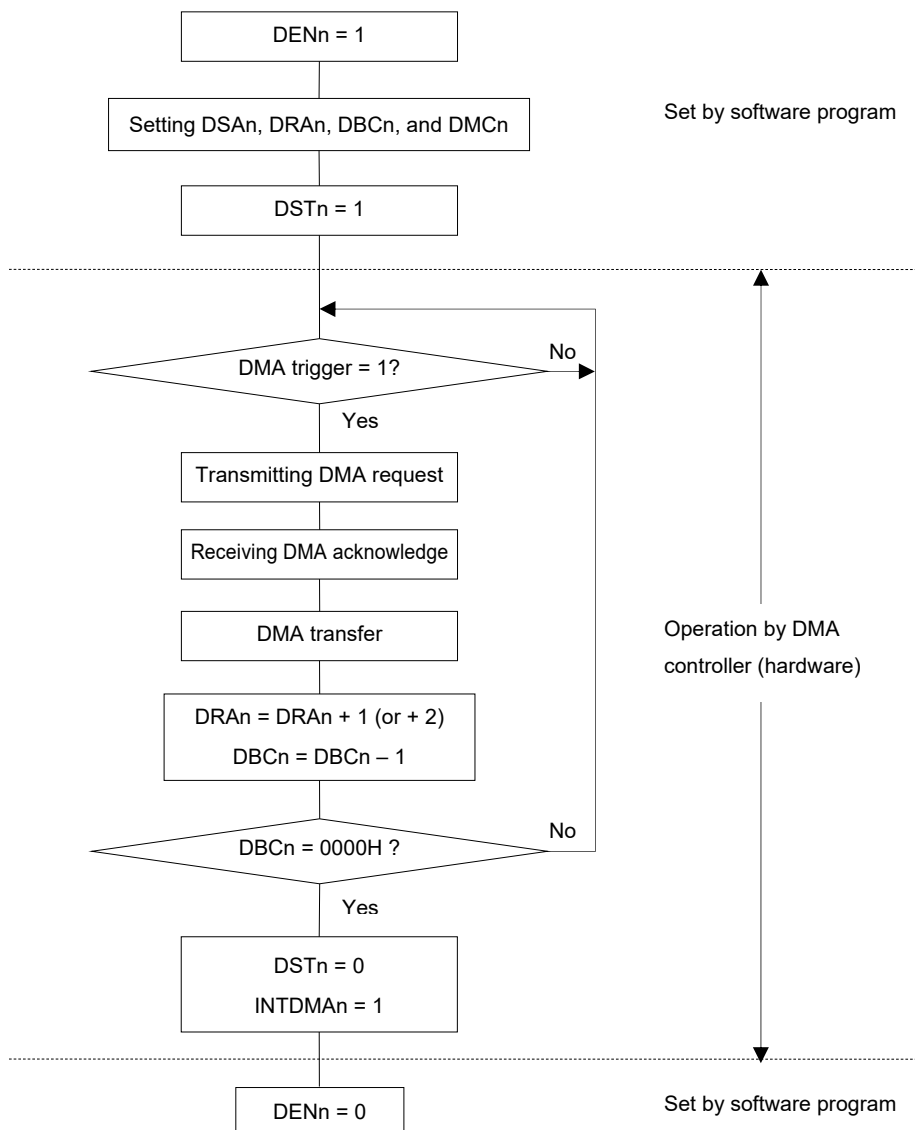 DENn = 1
Setting DSAn, DRAn, DBCn, and DMCn
Set by software program
DSTn = 1
DMA trigger = 1?
No
Yes
Transmitting DMA request
Receiving DMA acknowledge
DMA transfer
Operation by DMA
controller (hardware)
DRAn = DRAn + 1 (or + 2)
DBCn = DBCn – 1
DBCn = 0000H ?
No
Yes
DSTn = 0
INTDMAn = 1
DENn = 0
Set by software program